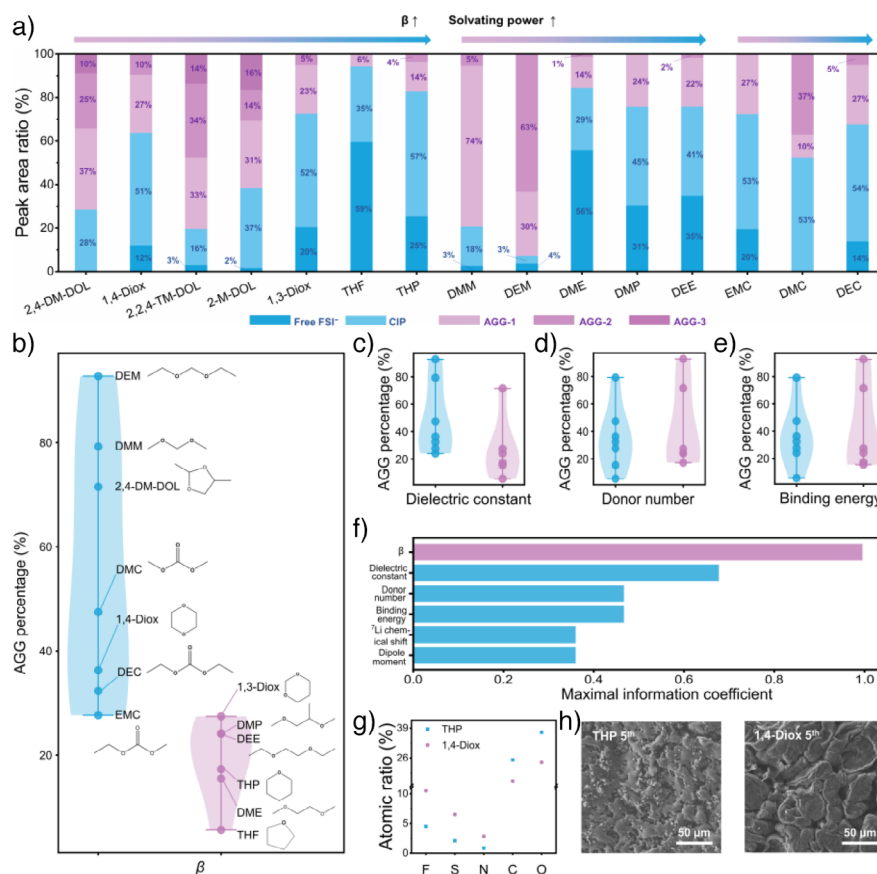 a)
β ↑ Solvating power ↑
Peak area ratio (%)
100
80
60
40
20
0
10% 10% 14% 16% 5% 6% 4% 5% 1% 2% 5%
25% 27% 34% 14% 23% 35% 14% 74% 63% 14% 24% 22% 27% 37% 27%
37% 51% 33% 31% 52% 59% 57% 18% 30% 29% 45% 41% 53% 10% 54%
28% 12% 16% 37% 20% 25% 3% 4% 56% 31% 35% 20% 53% 14%
3% 2% 3%
2,4-DM-DOL 1,4-Diox 2,2,4-TM-DOL 2-M-DOL 1,3-Diox THF THP DMM DEM DME DMP DEE EMC DMC DEC
Free FSI⁻ CIP AGG-1 AGG-2 AGG-3
b)
AGG percentage (%)
80
60
40
20
DEM
DMM
2,4-DM-DOL
DMC
1,4-Diox
DEC
EMC
1,3-Diox
DMP
DEE
THP
DME
THF
β
c)
AGG percentage (%)
80
60
40
20
Dielectric constant
d)
AGG percentage (%)
80
60
40
20
Donor number
e)
AGG percentage (%)
80
60
40
20
Binding energy
f)
β
Dielectric
constant
Donor
number
Binding
energy
⁷Li chem-
ical shift
Dipole
moment
0.0 0.2 0.4 0.6 0.8 1.0
Maximal information coefficient
g)
Atomic ratio (%)
39
26
10
5
0
THP
1,4-Diox
F S N C O
h)
THP 5th
50 μm
1,4-Diox 5th
50 μm